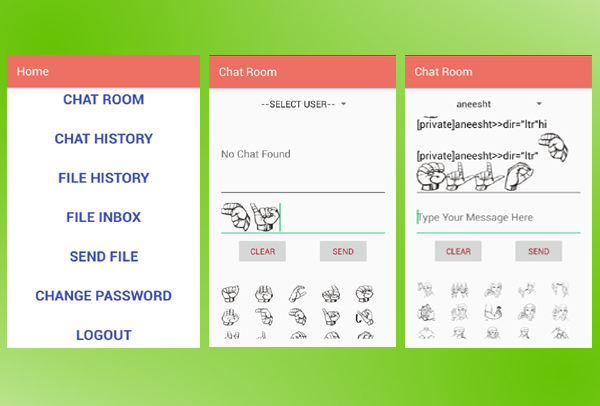 Home
CHAT ROOM
CHAT HISTORY
FILE HISTORY
FILE INBOX
SEND FILE
CHANGE PASSWORD
LOGOUT
Chat Room
--SELECT USER--
No Chat Found
CLEAR
SEND
Chat Room
aneesht
[private]aneesht>>dir="ltr"hi
[private]aneesht>>dir="ltr"
Type Your Message Here
CLEAR
SEND